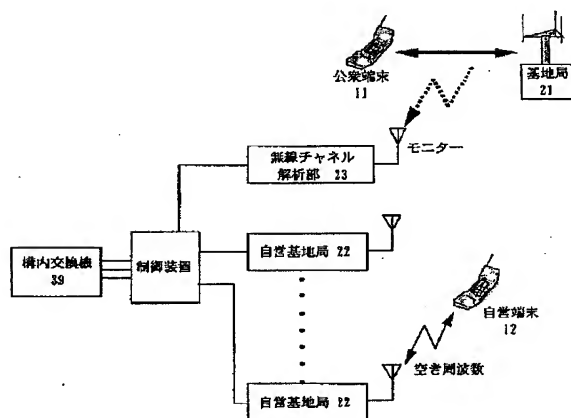 公衆端末
11
基地局
21
モニター
無線チャネル
解析部 23
構内交換機
39
制御装置
自営基地局 22
自営端末
12
空き周波数
自営基地局 22